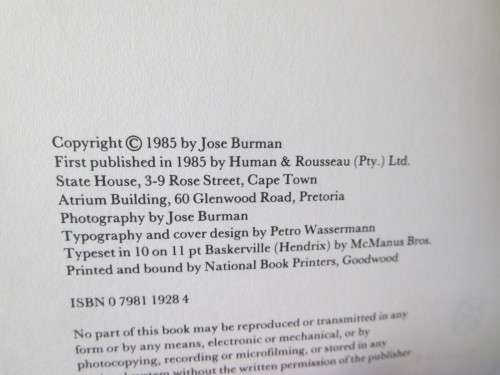 Copyright © 1985 by Jose Burman
First published in 1985 by Human & Rousseau (Pty.) Ltd.
State House, 3-9 Rose Street, Cape Town
Atrium Building, 60 Glenwood Road, Pretoria
Photography by Jose Burman
Typography and cover design by Petro Wassermann
Typeset in 10 on 11 pt Baskerville (Hendrix) by McManus Bros.
Printed and bound by National Book Printers, Goodwood
ISBN 0 7981 1928 4
No part of this book may be reproduced or transmitted in any
form or by any means, electronic or mechanical, or by
photocopying, recording or microfilming, or stored in any
system without the written permission of the publisher